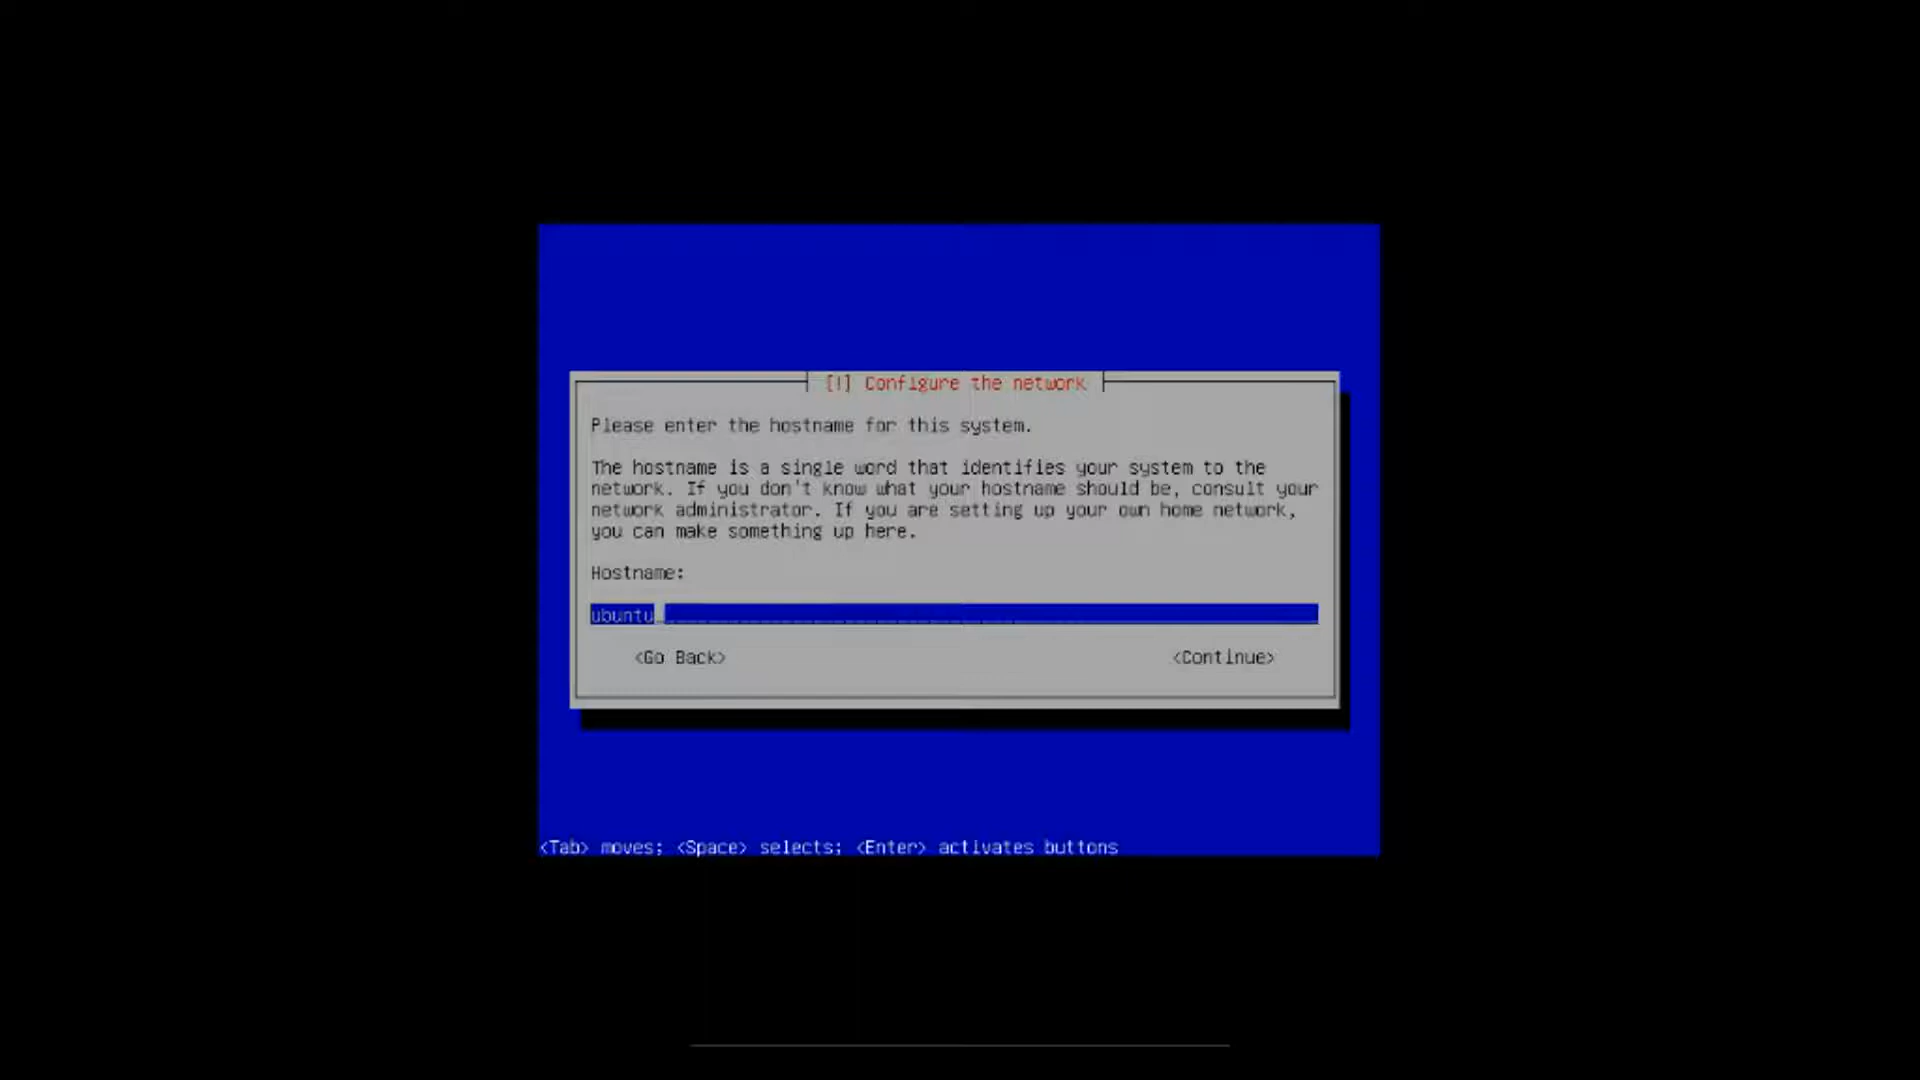 [!] Configure the network
Please enter the hostname for this system.
The hostname is a single word that identifies your system to the
network. If you don't know what your hostname should be, consult your
network administrator. If you are setting up your own home network,
you can make something up here.
Hostname:
ubuntu
<Go Back> <Continue>
<Tab> moves; <Space> selects; <Enter> activates buttons